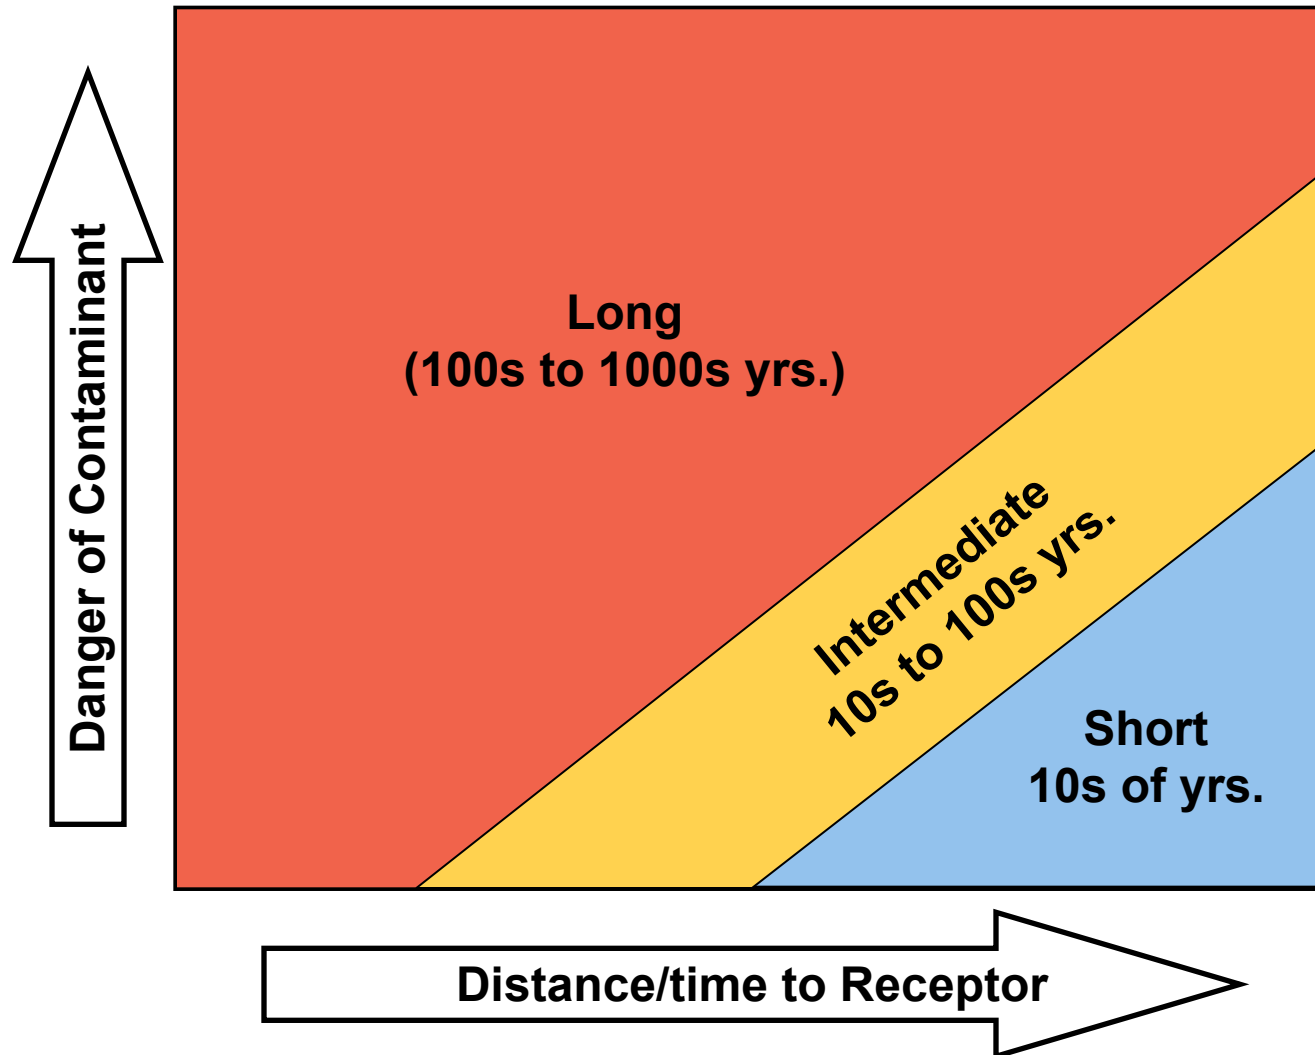 Danger of Contaminant
Long
(100s to 1000s yrs.)
Intermediate
10s to 100s yrs.
Short
10s of yrs.
Distance/time to Receptor